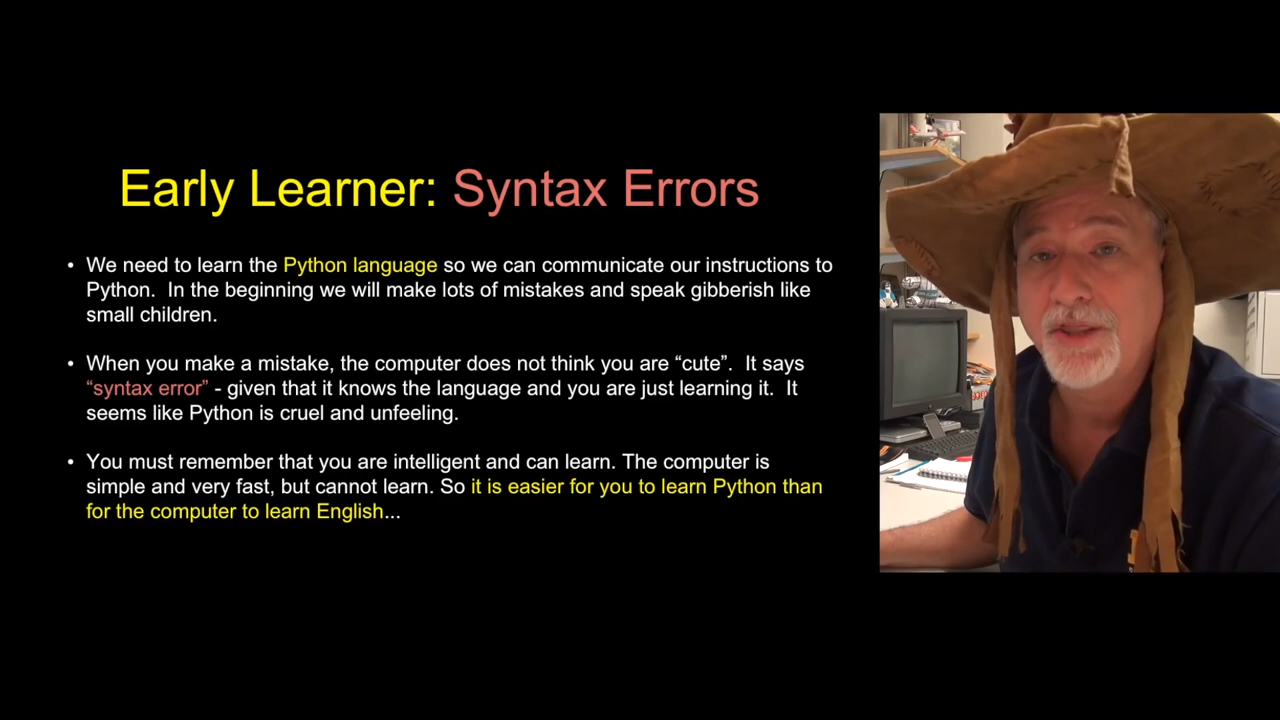 Early Learner: Syntax Errors
• We need to learn the Python language so we can communicate our instructions to
Python.  In the beginning we will make lots of mistakes and speak gibberish like
small children.
• When you make a mistake, the computer does not think you are “cute”.  It says
“syntax error” - given that it knows the language and you are just learning it.  It
seems like Python is cruel and unfeeling.
• You must remember that you are intelligent and can learn. The computer is
simple and very fast, but cannot learn. So it is easier for you to learn Python than
for the computer to learn English...